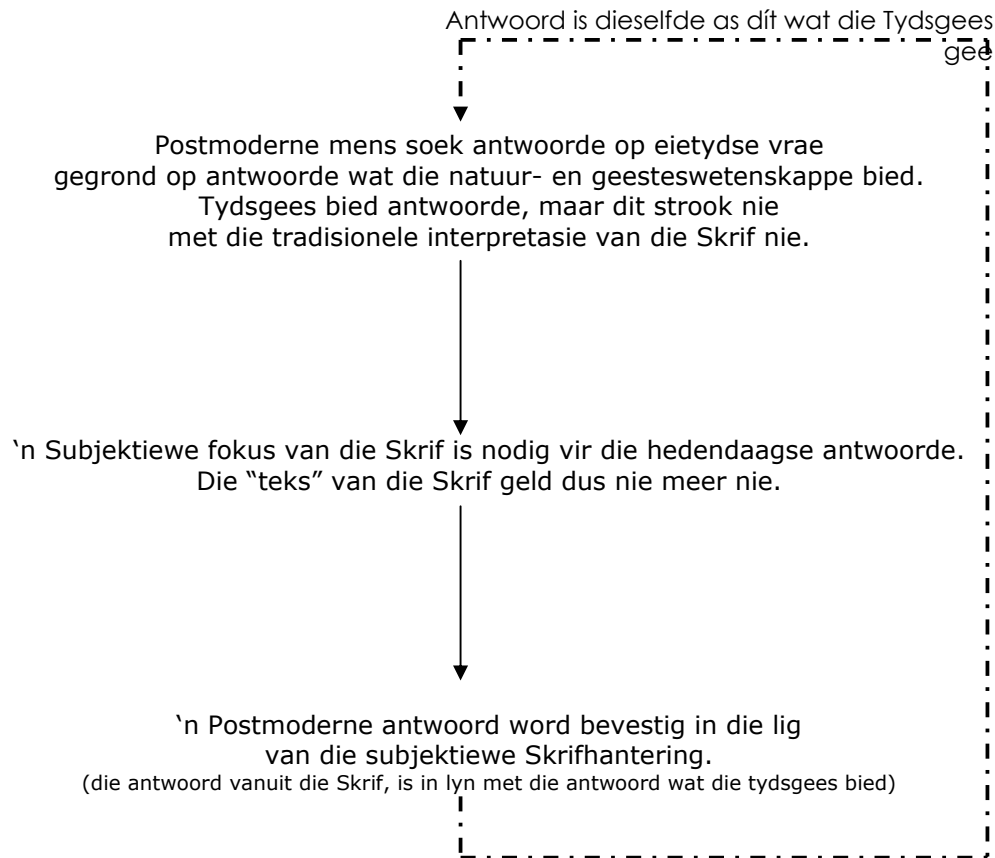 Antwoord is dieselfde as dít wat die Tydsgees
gee
Postmoderne mens soek antwoorde op eietydse vrae
gegrond op antwoorde wat die natuur- en geesteswetenskappe bied.
Tydsgees bied antwoorde, maar dit strook nie
met die tradisionele interpretasie van die Skrif nie.
‘n Subjektiewe fokus van die Skrif is nodig vir die hedendaagse antwoorde.
Die “teks” van die Skrif geld dus nie meer nie.
‘n Postmoderne antwoord word bevestig in die lig
van die subjektiewe Skrifhantering.
(die antwoord vanuit die Skrif, is in lyn met die antwoord wat die tydsgees bied)